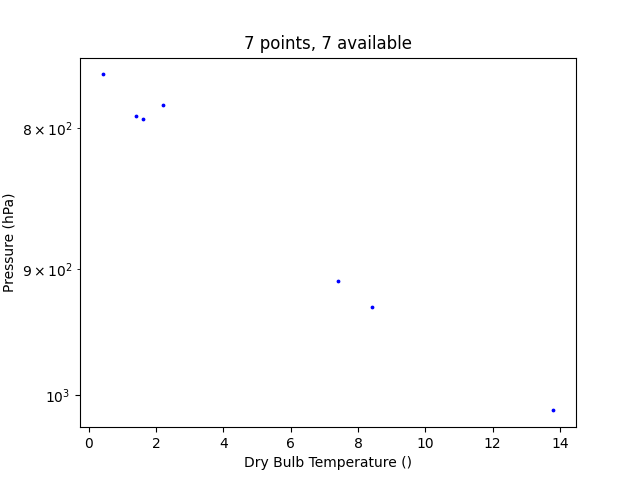 7 points, 7 available
8 × 10²
9 × 10²
10³
Pressure (hPa)
0 2 4 6 8 10 12 14
Dry Bulb Temperature ()